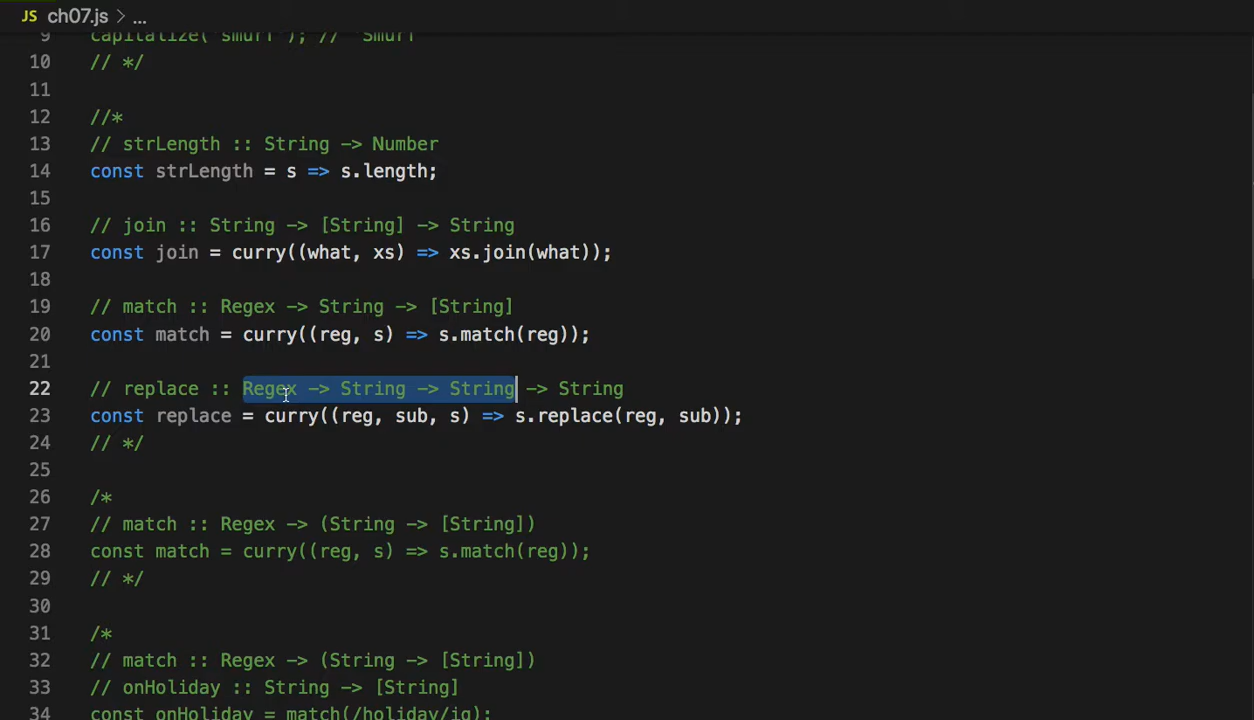 JS ch07.js > ...
9 capitalize("smurf"); // "Smurf"
10 // */
11
12 //*
13 // strLength :: String -> Number
14 const strLength = s => s.length;
15
16 // join :: String -> [String] -> String
17 const join = curry((what, xs) => xs.join(what));
18
19 // match :: Regex -> String -> [String]
20 const match = curry((reg, s) => s.match(reg));
21
22 // replace :: Regex -> String -> String -> String
23 const replace = curry((reg, sub, s) => s.replace(reg, sub));
24 // */
25
26 /*
27 // match :: Regex -> (String -> [String])
28 const match = curry((reg, s) => s.match(reg));
29 // */
30
31 /*
32 // match :: Regex -> (String -> [String])
33 // onHoliday :: String -> [String]
34 const onHoliday = match(/holiday/ig);